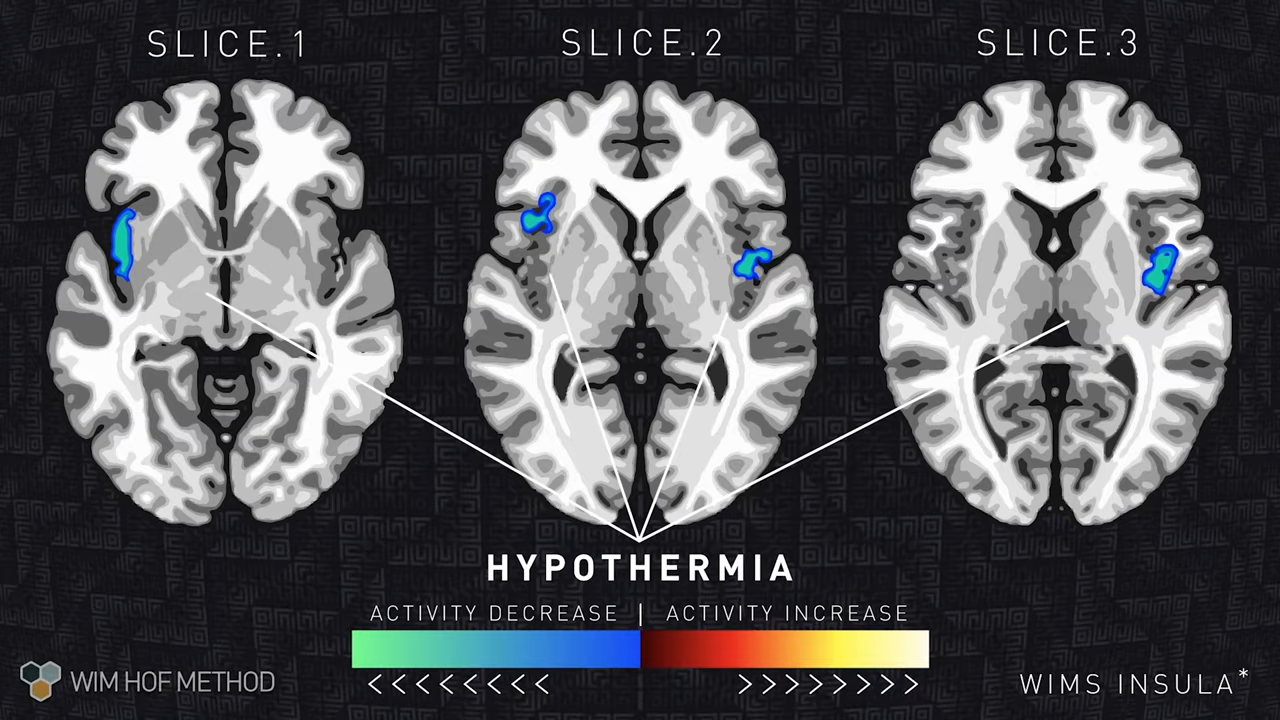 SLICE.1
SLICE.2
SLICE.3
HYPOTHERMIA
ACTIVITY DECREASE | ACTIVITY INCREASE
<<<<<<<< >>>>>>>>
WIM HOF METHOD
WIMS INSULA*